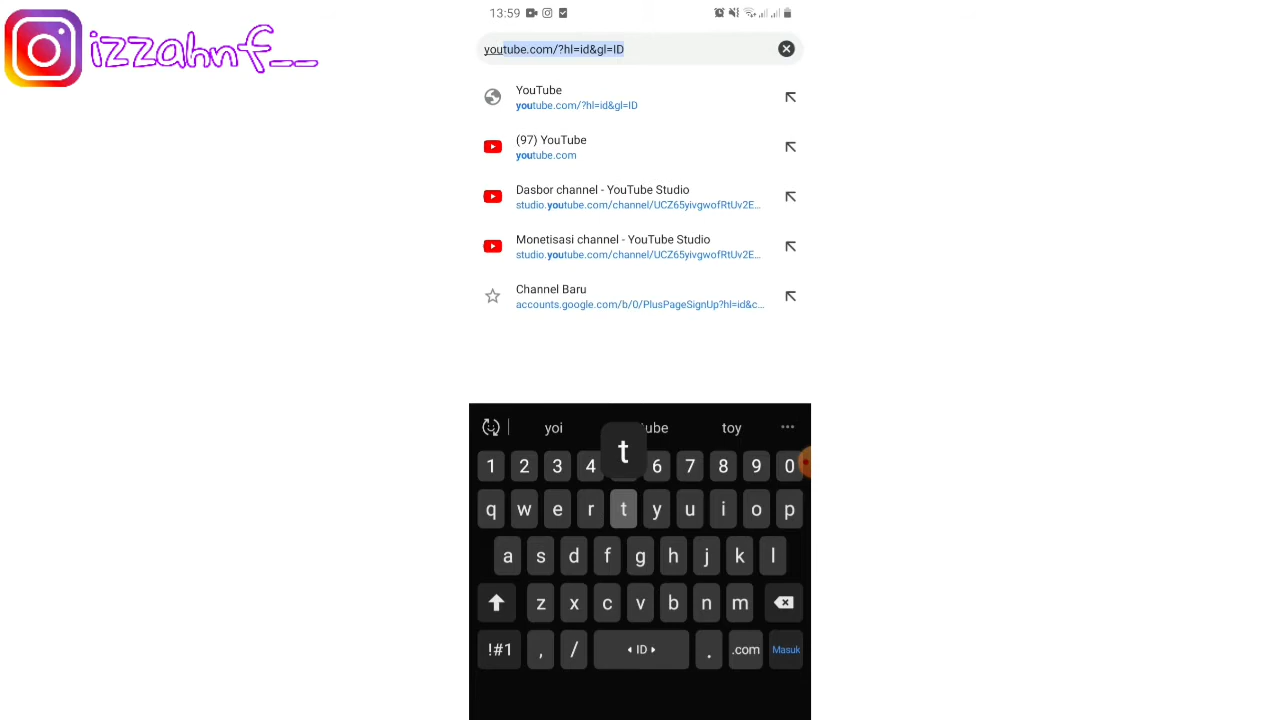 izzahnf__
13:59
youtube.com/?hl=id&gl=ID
YouTube
youtube.com/?hl=id&gl=ID
(97) YouTube
youtube.com
Dasbor channel - YouTube Studio
studio.youtube.com/channel/UCZ65yivgwofRtUv2E...
Monetisasi channel - YouTube Studio
studio.youtube.com/channel/UCZ65yivgwofRtUv2E...
Channel Baru
accounts.google.com/b/0/PlusPageSignUp?hl=id&c...
yoi tube toy
t
1 2 3 4 6 7 8 9 0
q w e r t y u i o p
a s d f g h j k l
z x c v b n m
!#1 , / ID . .com Masuk